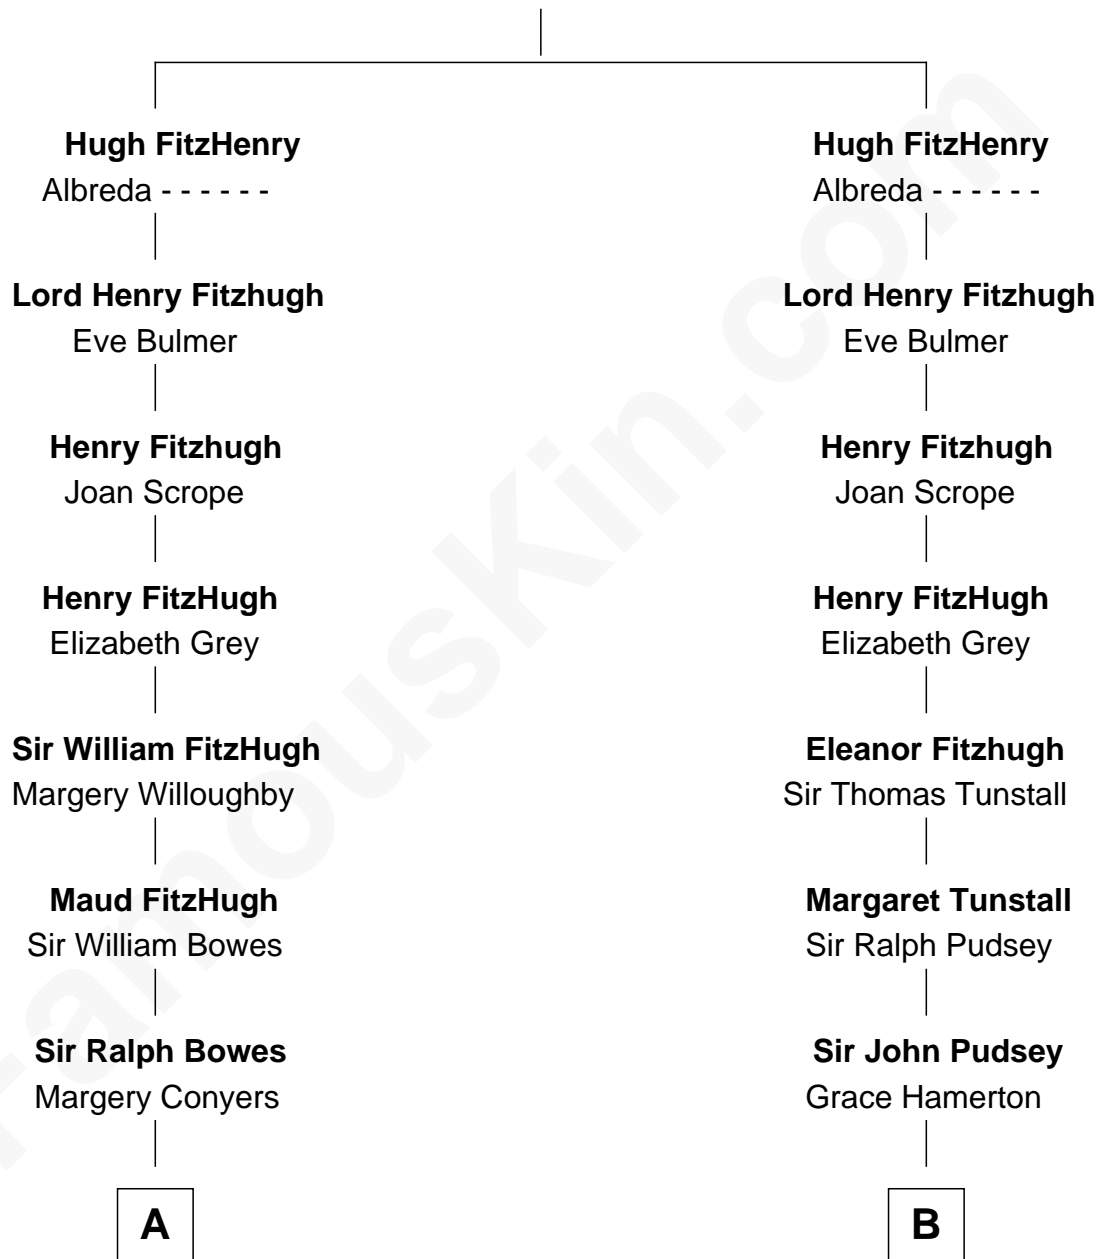 Hugh FitzHenry
Albreda - - - - - -
Lord Henry Fitzhugh
Eve Bulmer
Henry Fitzhugh
Joan Scrope
Henry FitzHugh
Elizabeth Grey
Sir William FitzHugh
Margery Willoughby
Maud FitzHugh
Sir William Bowes
Sir Ralph Bowes
Margery Conyers
A
Hugh FitzHenry
Albreda - - - - - -
Lord Henry Fitzhugh
Eve Bulmer
Henry Fitzhugh
Joan Scrope
Henry FitzHugh
Elizabeth Grey
Eleanor Fitzhugh
Sir Thomas Tunstall
Margaret Tunstall
Sir Ralph Pudsey
Sir John Pudsey
Grace Hamerton
B
FamousKin.com